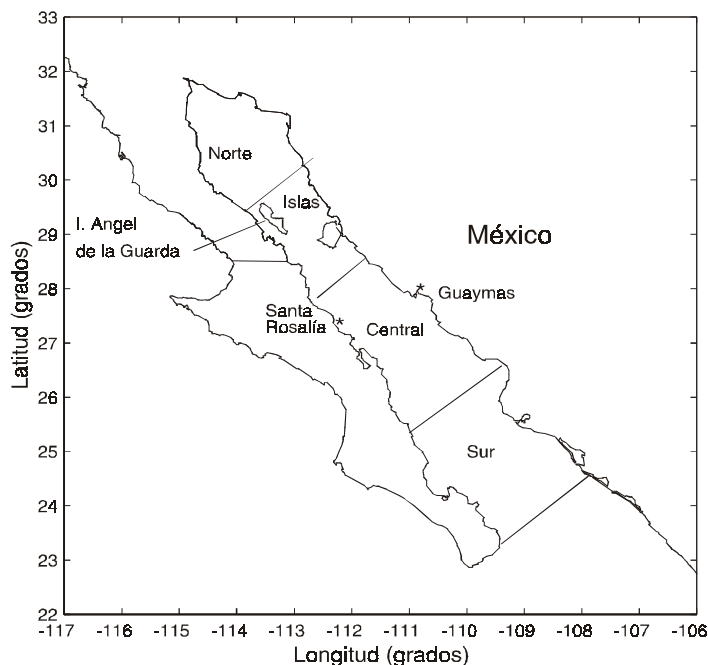 33
32
31
30
29
28
27
26
25
24
23
22
Latitud (grados)
Norte
Islas
I. Angel
de la Guarda
México
Guaymas
Santa
Rosalía
Central
Sur
-117 -116 -115 -114 -113 -112 -111 -110 -109 -108 -107 -106
Longitud (grados)